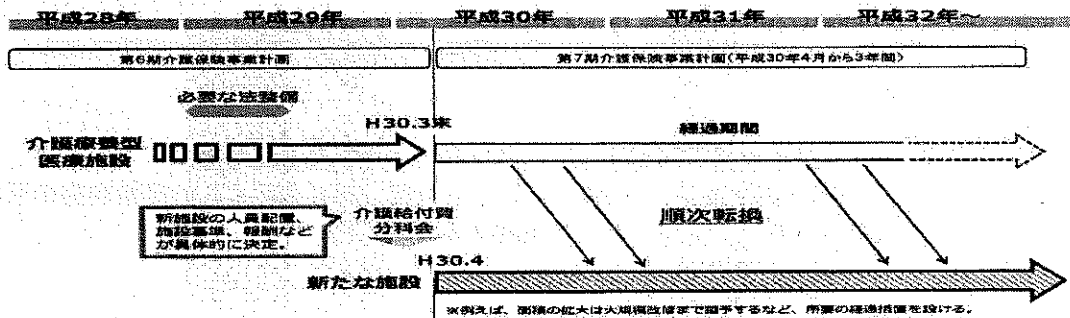 平成28年 平成29年 平成30年 平成31年 平成32年～
第6期介護保険事業計画 第7期介護保険事業計画(平成30年4月から3年間)
必要な法整備
H30.3末
経過期間
介護療養型
医療施設
順次転換
新施設の人員配置、
施設基準、報酬など
が具体的に決定。
介護給付費
分科会
H30.4
新たな施設
※例えば、面積の拡大は大規模改修まで猶予するなど、所要の経過措置を設ける。